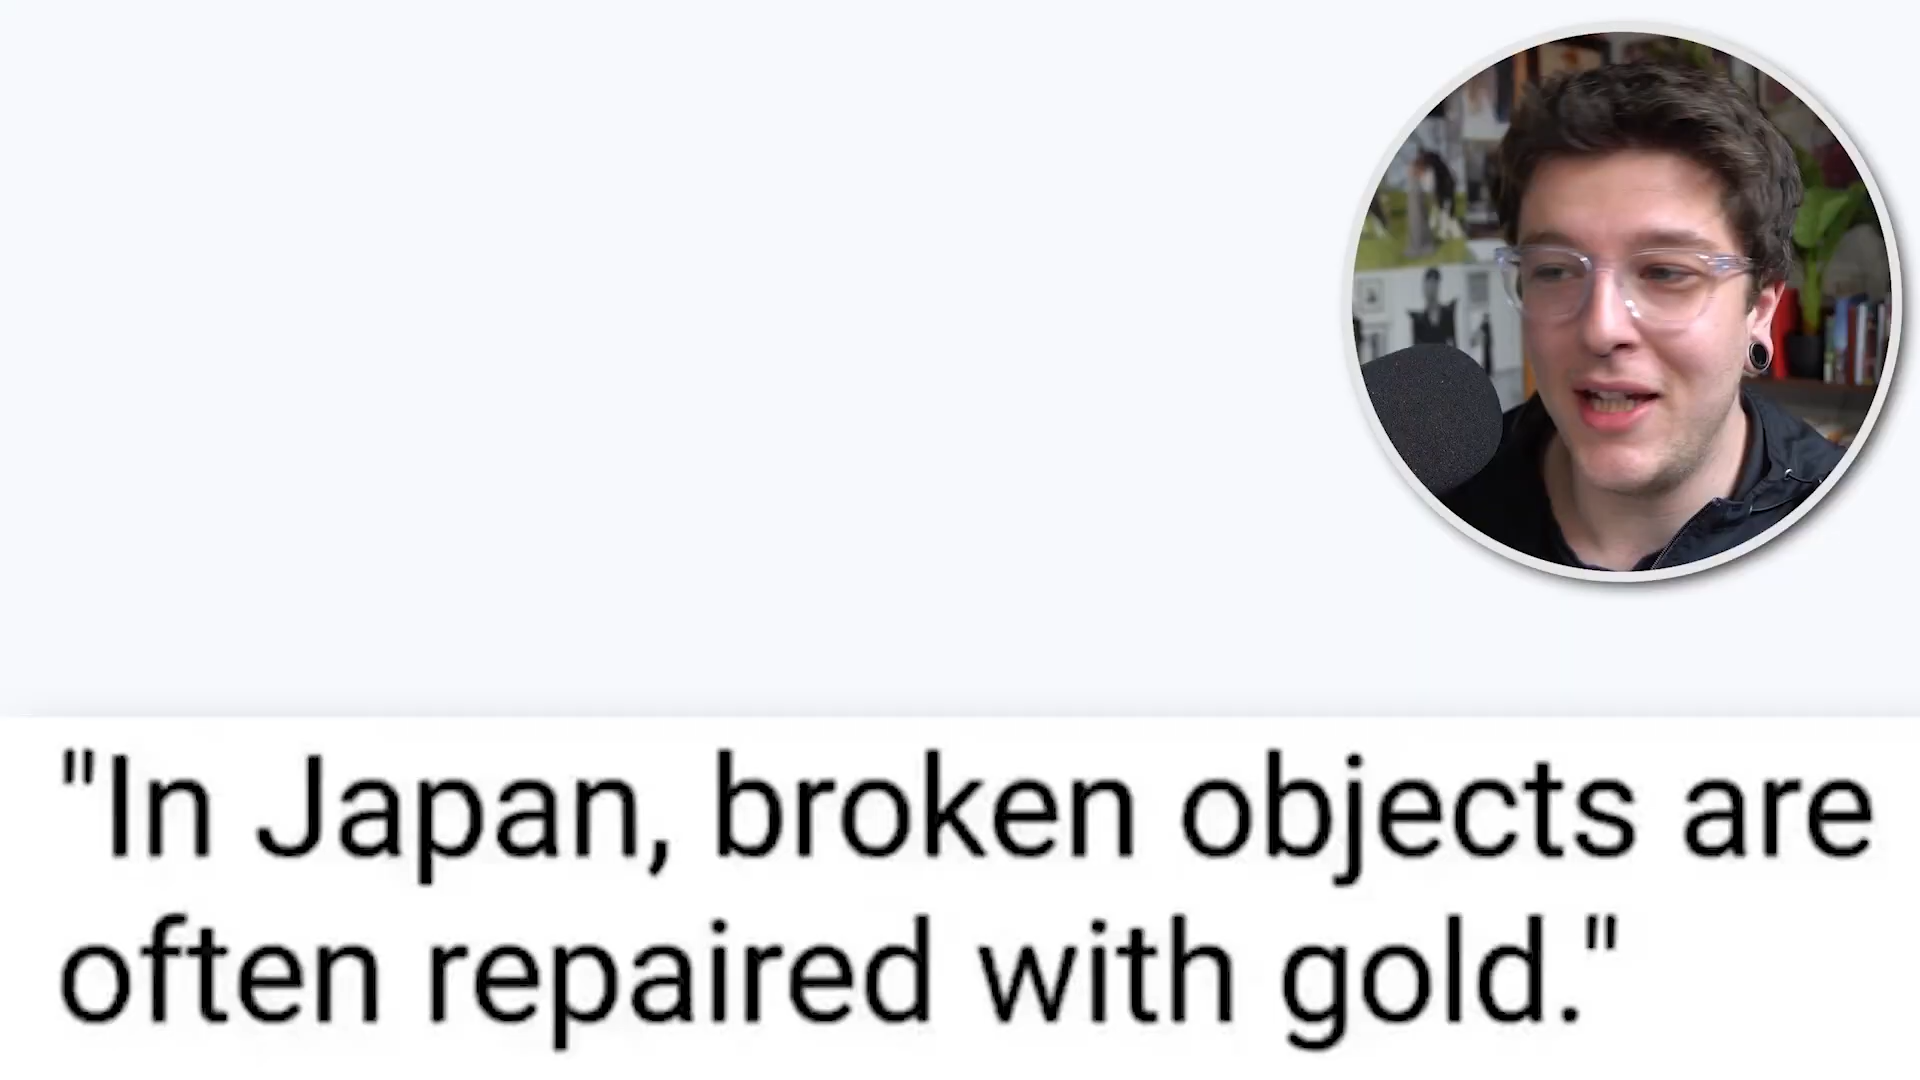 "In Japan, broken objects are
often repaired with gold."